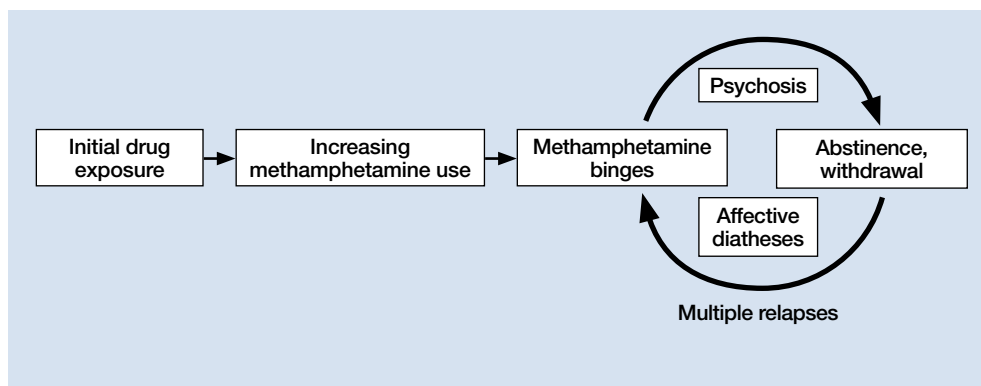 Initial drug
exposure
Increasing
methamphetamine use
Methamphetamine
binges
Psychosis
Abstinence,
withdrawal
Affective
diatheses
Multiple relapses